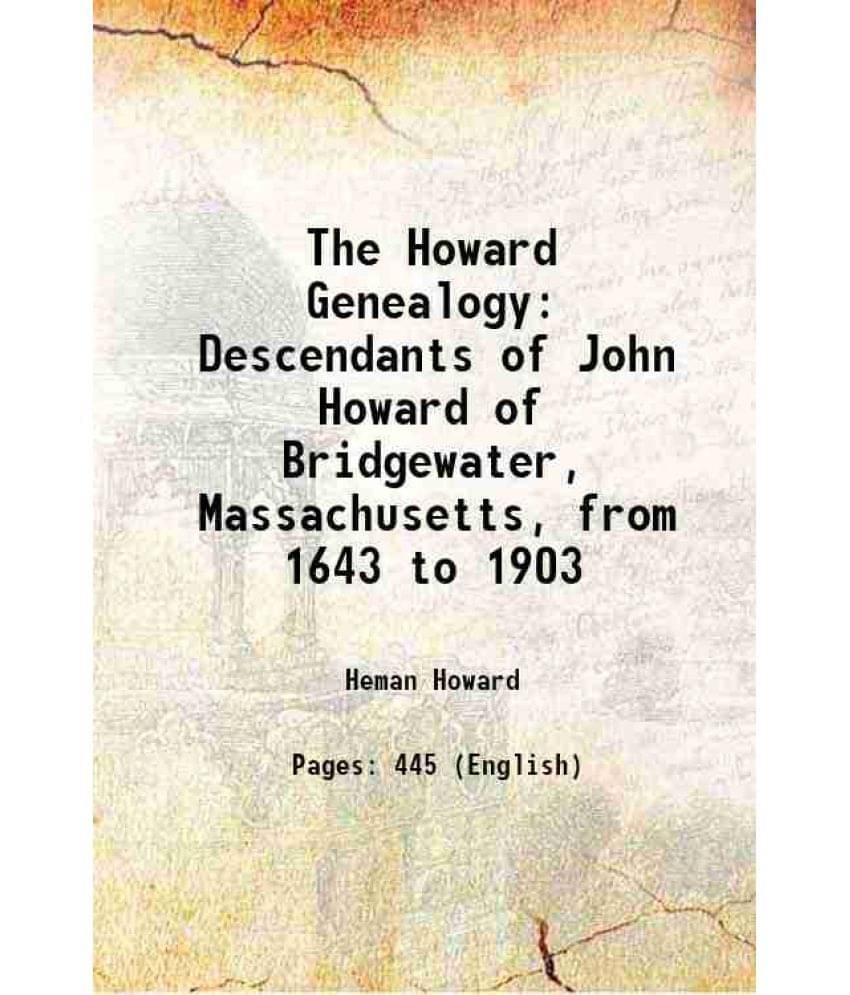 The Howard
Genealogy:
Descendants of John
Howard of
Bridgewater,
Massachusetts, from
1643 to 1903
Heman Howard
Pages: 445 (English)